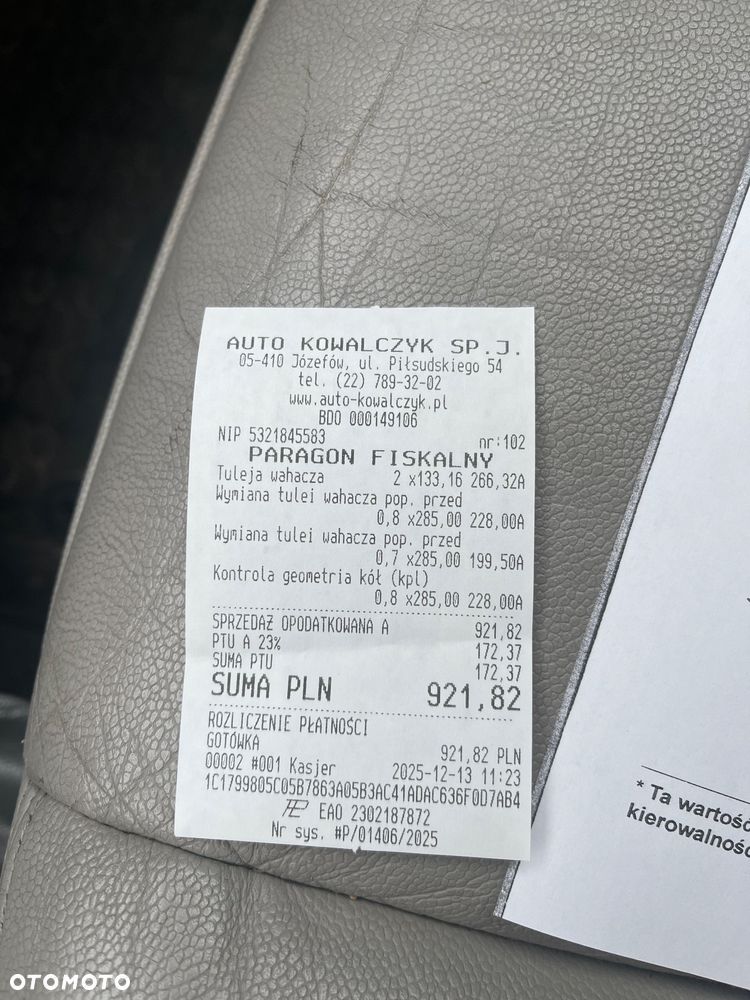 AUTO KOWALCZYK SP.J.
05-410 Józefów, ul. Piłsudskiego 54
tel. (22) 789-32-02
www.auto-kowalczyk.pl
BDO 000149106
NIP 5321845583 nr:102
PARAGON FISKALNY
Tuleja wahacza 2 x133,16 266,32A
Wymiana tulei wahacza pop. przed
0,8 x285,00 228,00A
Wymiana tulei wahacza pop. przed
0,7 x285,00 199,50A
Kontrola geometria kół (kpl)
0,8 x285,00 228,00A
SPRZEDAŻ OPODATKOWANA A 921,82
PTU A 23% 172,37
SUMA PTU 172,37
SUMA PLN 921,82
ROZLICZENIE PŁATNOŚCI
GOTÓWKA 921,82 PLN
00002 #001 Kasjer 2025-12-13 11:23
1C1799805C05B7863A05B3AC41ADAC636F0D7AB4
EAO 2302187872
Nr sys. #P/01406/2025
* Ta wartość
kierowalność
OTOMOTO